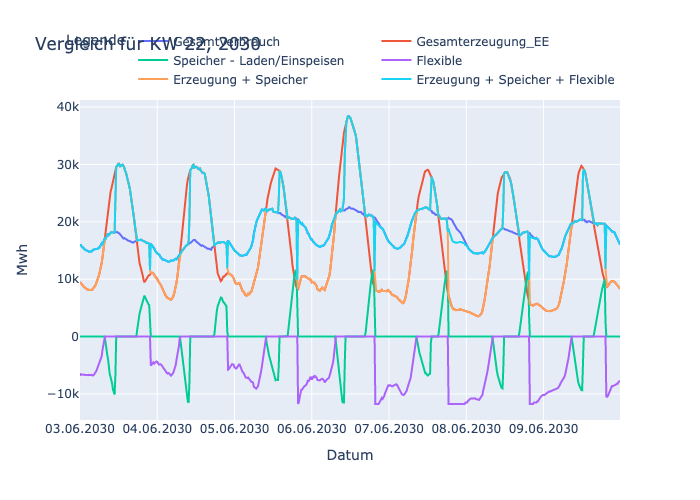 Vergleich für KW 22, 2030
Legende
Gesamtverbrauch
Gesamterzeugung_EE
Speicher - Laden/Einspeisen
Flexible
Erzeugung + Speicher
Erzeugung + Speicher + Flexible
40k
30k
20k
10k
0
−10k
Mwh
03.06.2030 04.06.2030 05.06.2030 06.06.2030 07.06.2030 08.06.2030 09.06.2030
Datum